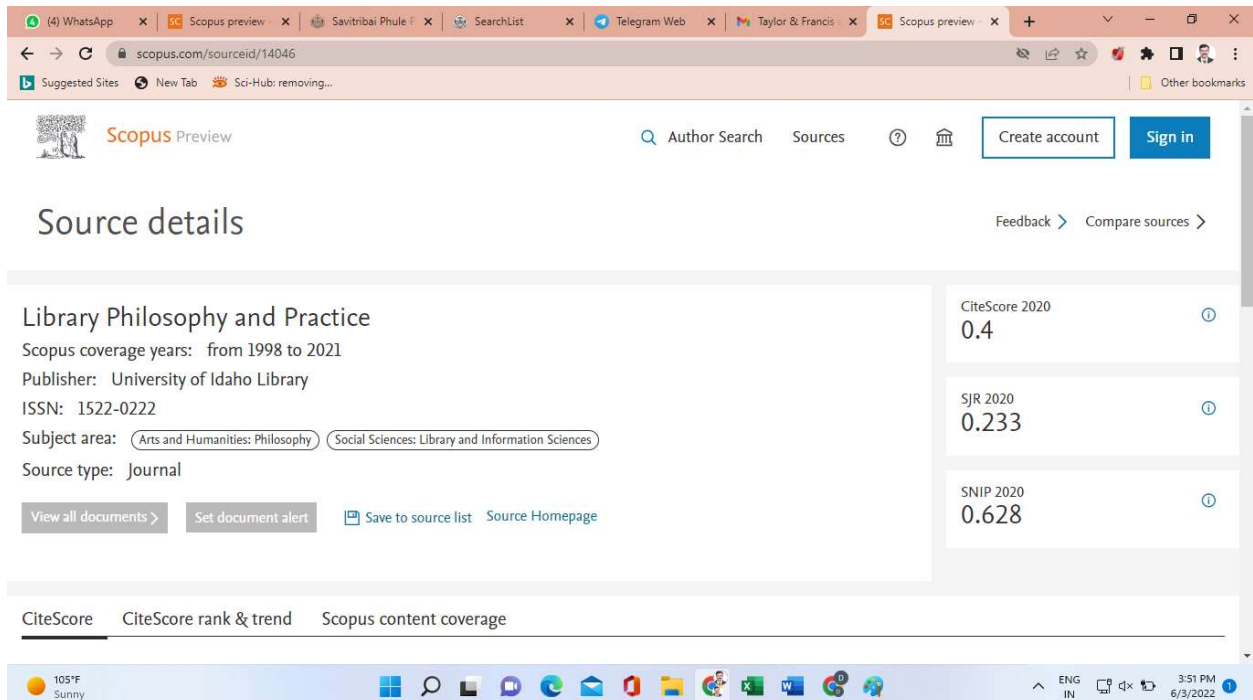 (4) WhatsApp
Scopus preview -
Savitribai Phule P
SearchList
Telegram Web
Taylor & Francis
Scopus preview -
scopus.com/sourceid/14046
Suggested Sites
New Tab
Sci-Hub: removing...
Other bookmarks
Scopus Preview
Author Search
Sources
Create account
Sign in
Source details
Feedback
Compare sources
Library Philosophy and Practice
Scopus coverage years: from 1998 to 2021
Publisher: University of Idaho Library
ISSN: 1522-0222
Subject area: Arts and Humanities: Philosophy Social Sciences: Library and Information Sciences
Source type: Journal
View all documents
Set document alert
Save to source list
Source Homepage
CiteScore 2020
0.4
SJR 2020
0.233
SNIP 2020
0.628
CiteScore
CiteScore rank & trend
Scopus content coverage
105°F
Sunny
ENG
IN
3:51 PM
6/3/2022
1